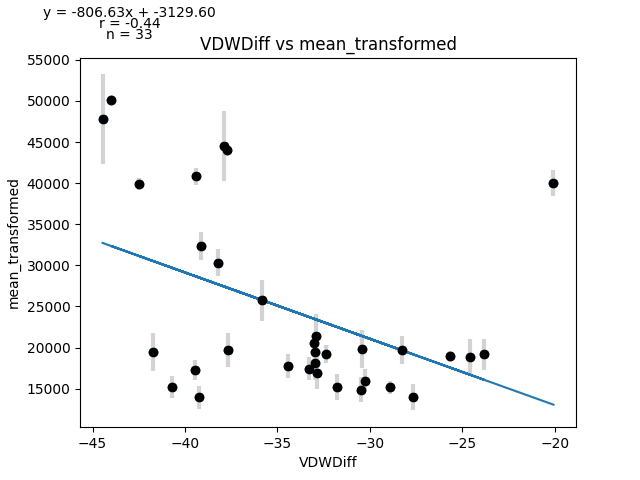 y = -806.63x + -3129.60
r = -0.44
n = 33
VDWDiff vs mean_transformed
55000
50000
45000
40000
35000
30000
25000
20000
15000
mean_transformed
−45 −40 −35 −30 −25 −20
VDWDiff